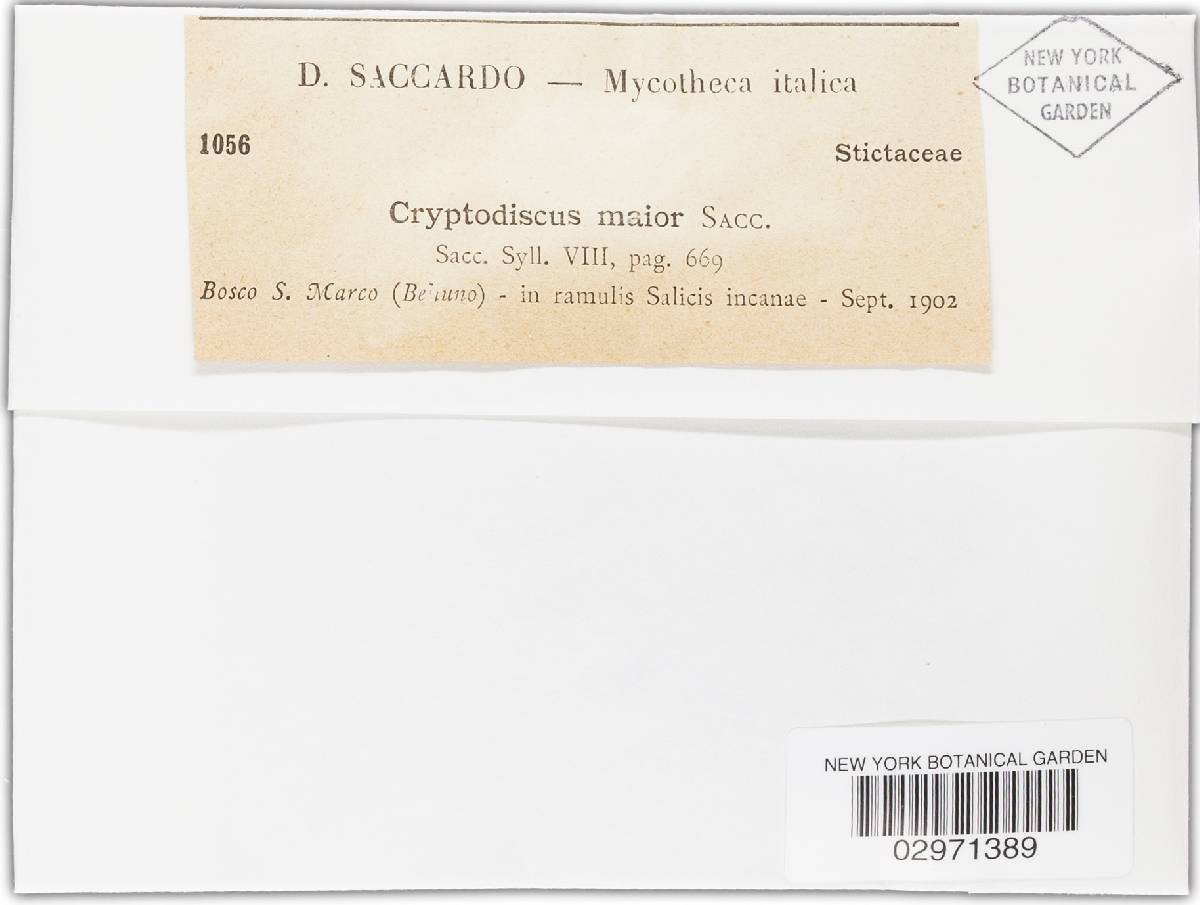 D. SACCARDO — Mycotheca italica
NEW YORK
BOTANICAL
GARDEN
1056
Stictaceae
Cryptodiscus maior SACC.
Sacc. Syll. VIII, pag. 669
Bosco S. Marco (Belluno) - in ramulis Salicis incanae - Sept. 1902
NEW YORK BOTANICAL GARDEN
02971389